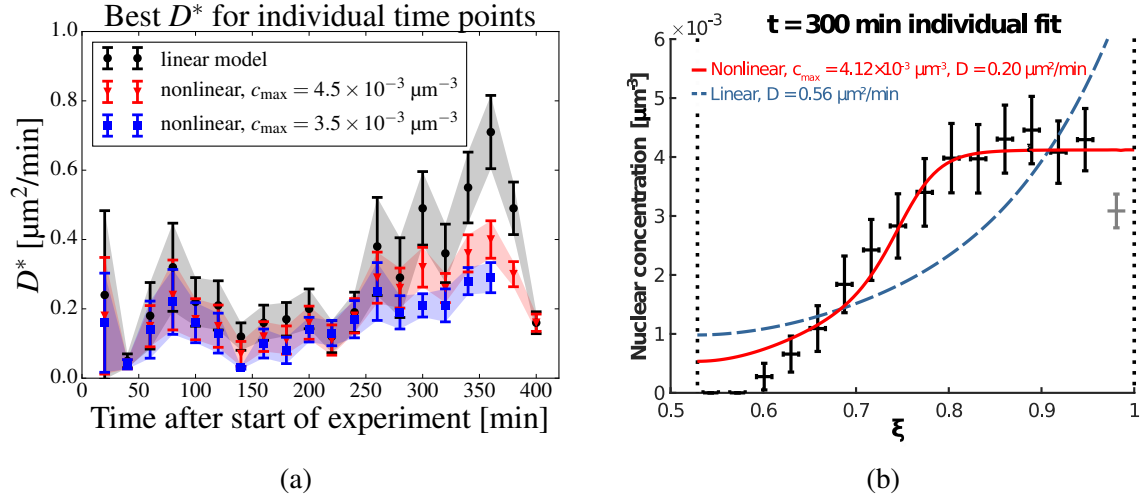 Best D* for individual time points
linear model
nonlinear, c_max = 4.5 × 10⁻³ µm⁻³
nonlinear, c_max = 3.5 × 10⁻³ µm⁻³
D* [µm²/min]
1.0
0.8
0.6
0.4
0.2
0.0
0 50 100 150 200 250 300 350 400
Time after start of experiment [min]
(a)
t = 300 min individual fit
×10⁻³
Nonlinear, c_max = 4.12×10⁻³ µm⁻³, D = 0.20 µm²/min
Linear, D = 0.56 µm²/min
Nuclear concentration [µm⁻³]
6
5
4
3
2
1
0
0.5 0.6 0.7 0.8 0.9 1
ξ
(b)